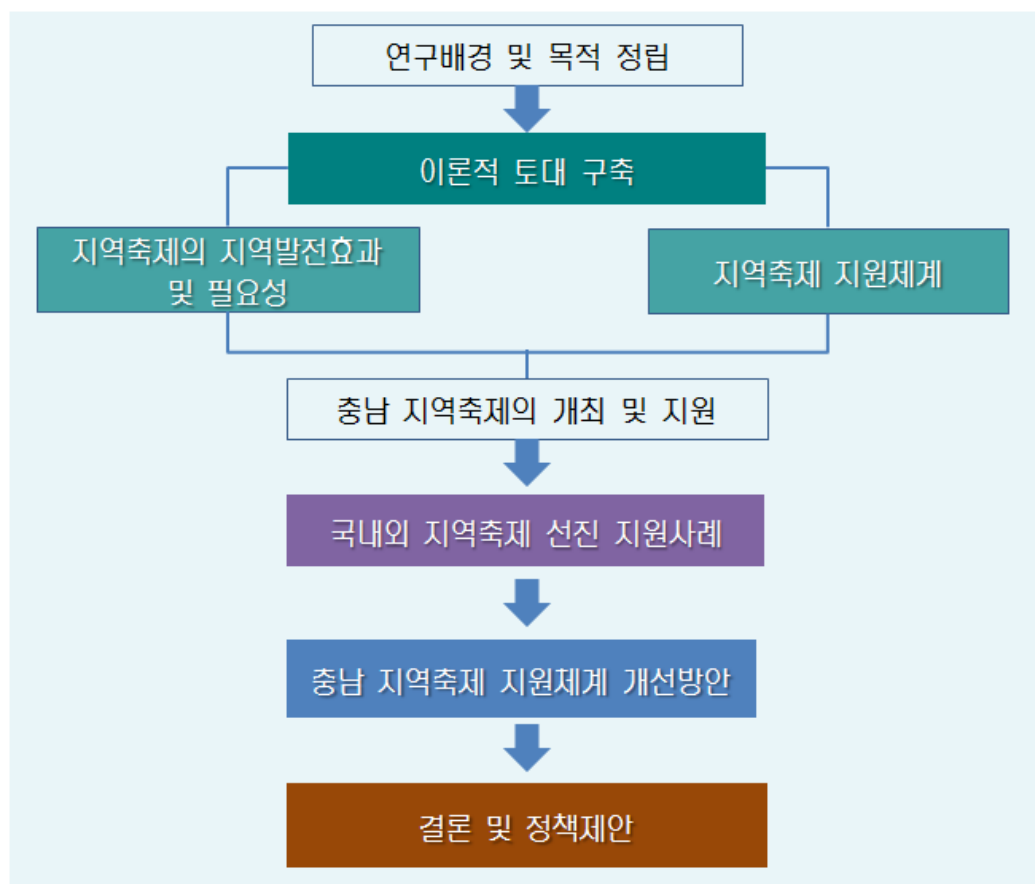 연구배경 및 목적 정립
이론적 토대 구축
지역축제의 지역발전효과
및 필요성
지역축제 지원체계
충남 지역축제의 개최 및 지원
국내외 지역축제 선진 지원사례
충남 지역축제 지원체계 개선방안
결론 및 정책제안